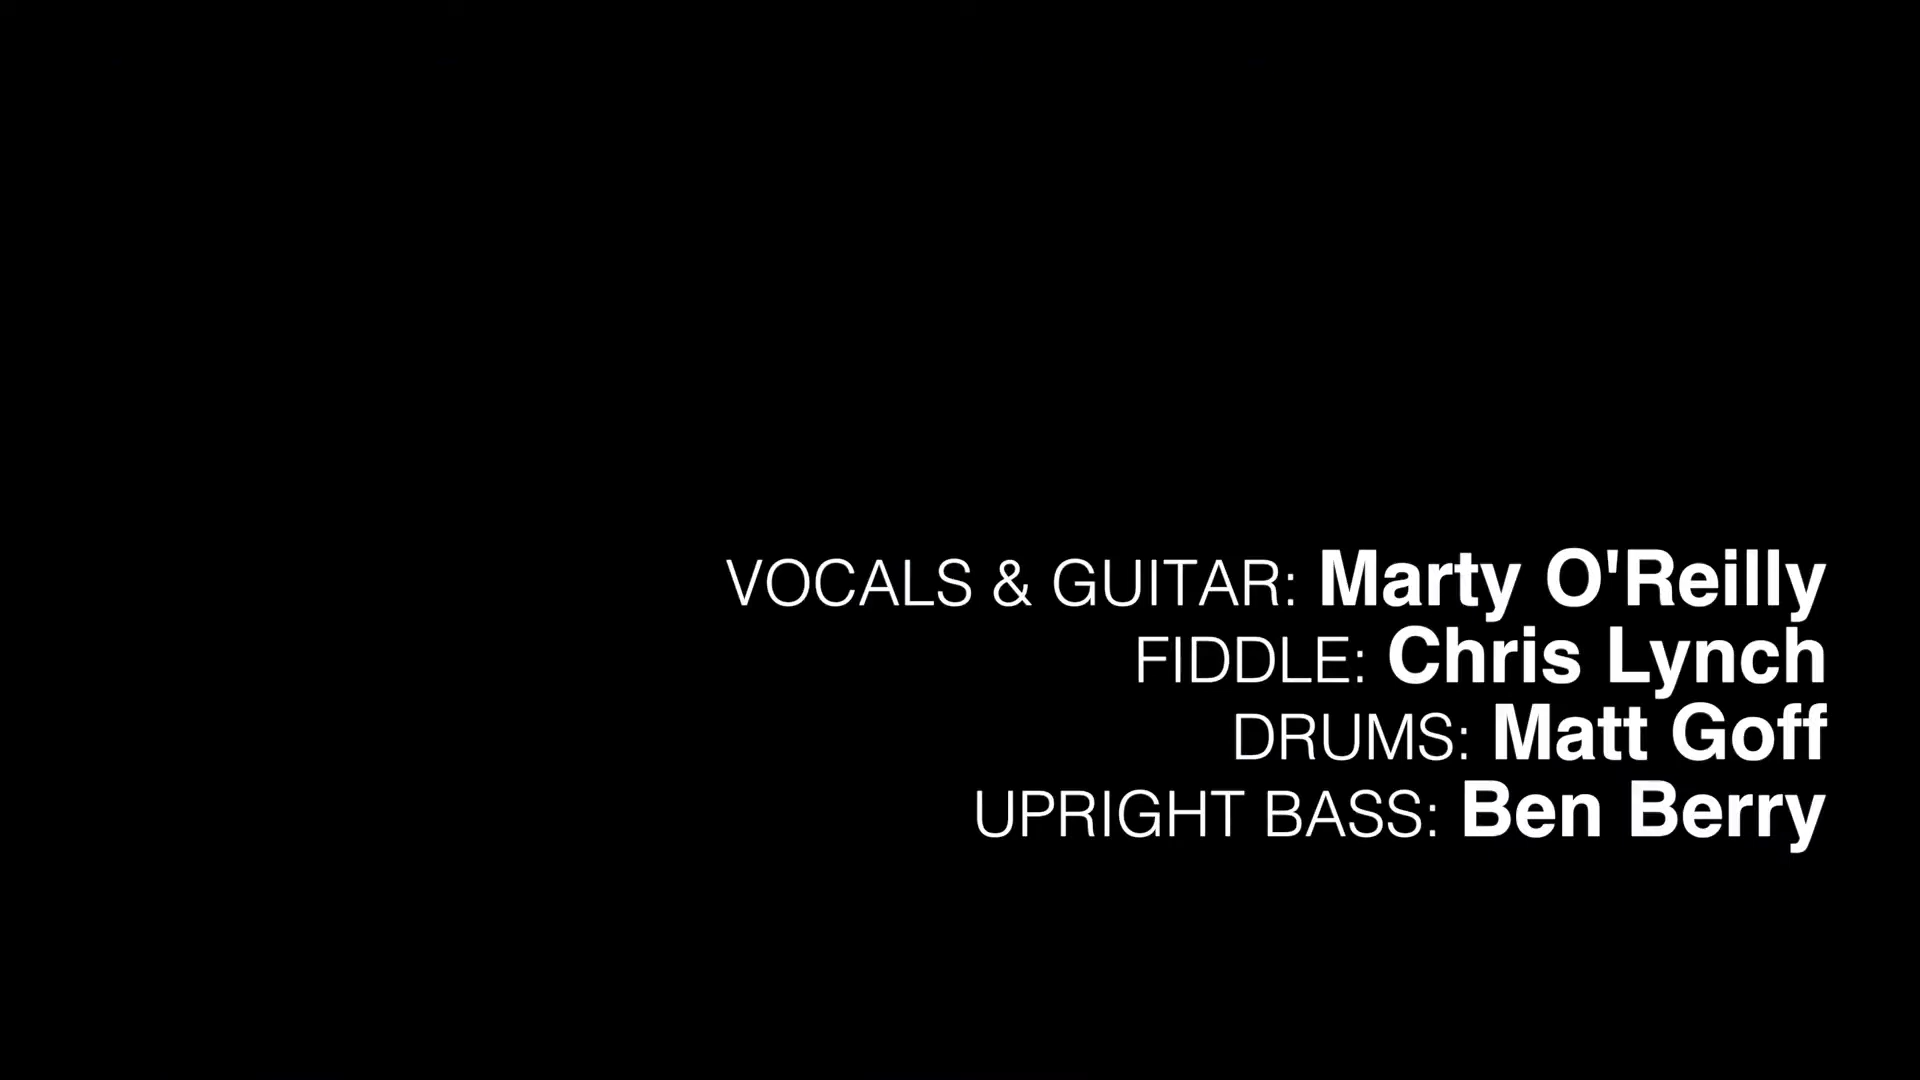 VOCALS & GUITAR: Marty O'Reilly
FIDDLE: Chris Lynch
DRUMS: Matt Goff
UPRIGHT BASS: Ben Berry